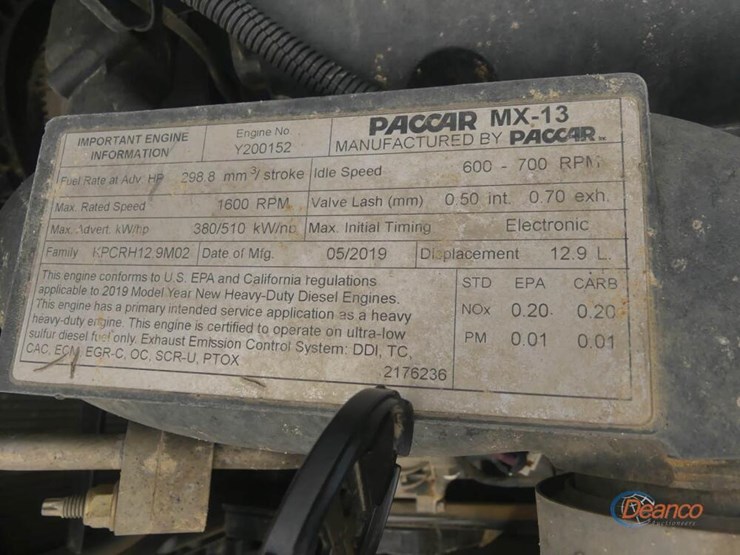 IMPORTANT ENGINE INFORMATION
Engine No. Y200152
PACCAR MX-13
MANUFACTURED BY PACCAR
Fuel Rate at Adv. HP 298.8 mm³/ stroke Idle Speed 600 - 700 RPM
Max. Rated Speed 1600 RPM Valve Lash (mm) 0.50 int. 0.70 exh.
Max. Advert. kW/hp 380/510 kW/hp Max. Initial Timing Electronic
Family KPCRH12.9M02 Date of Mfg. 05/2019 Displacement 12.9 L.
This engine conforms to U.S. EPA and California regulations
applicable to 2019 Model Year New Heavy-Duty Diesel Engines.
This engine has a primary intended service application as a heavy
heavy-duty engine. This engine is certified to operate on ultra-low
sulfur diesel fuel only. Exhaust Emission Control System: DDI, TC,
CAC, ECM, EGR-C, OC, SCR-U, PTOX
2176236
STD EPA CARB
NOx 0.20 0.20
PM 0.01 0.01
Deanco
Auctioneers